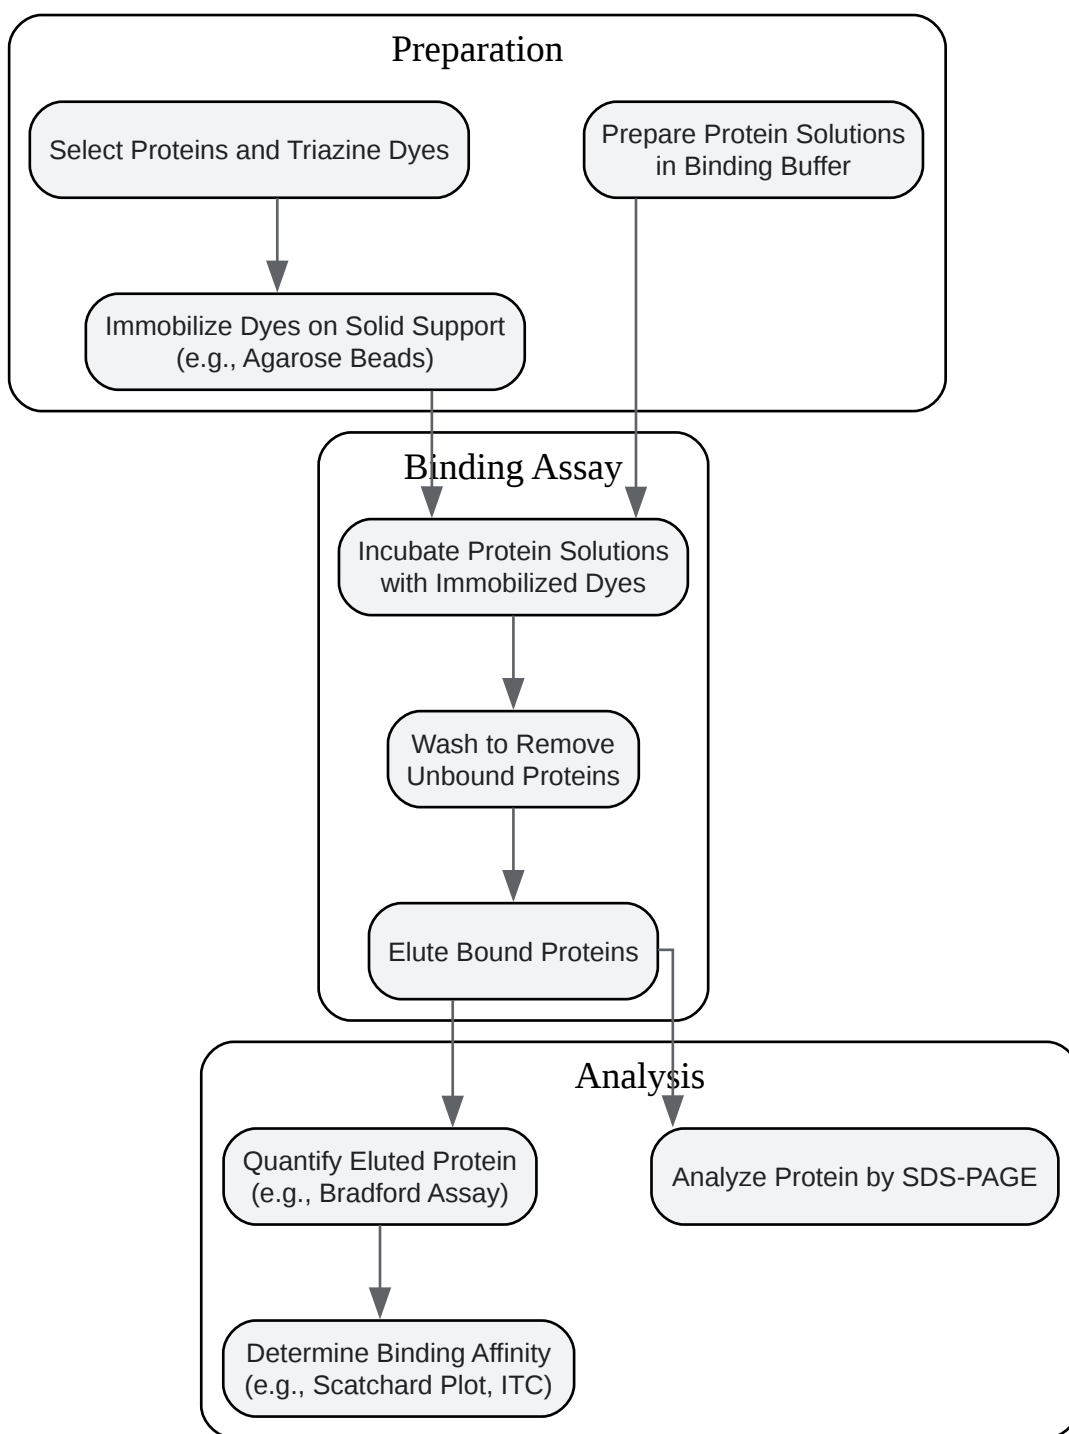 Preparation
Select Proteins and Triazine Dyes
Prepare Protein Solutions
in Binding Buffer
Immobilize Dyes on Solid Support
(e.g., Agarose Beads)
Binding Assay
Incubate Protein Solutions
with Immobilized Dyes
Wash to Remove
Unbound Proteins
Elute Bound Proteins
Analysis
Quantify Eluted Protein
(e.g., Bradford Assay)
Analyze Protein by SDS-PAGE
Determine Binding Affinity
(e.g., Scatchard Plot, ITC)